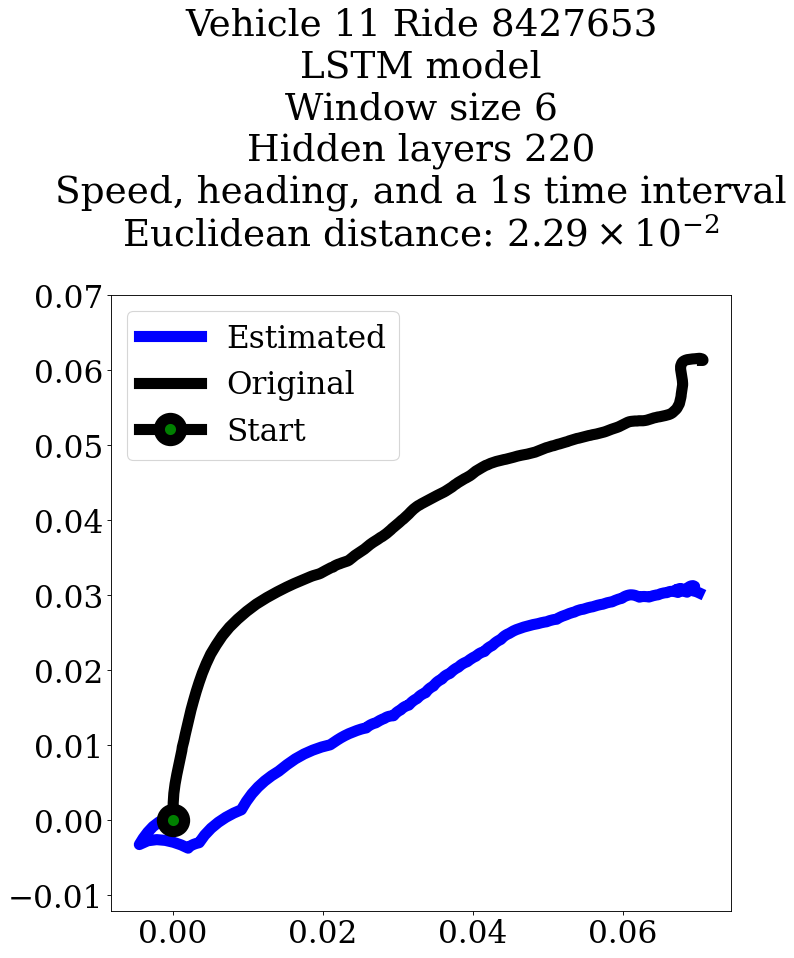 Vehicle 11 Ride 8427653
LSTM model
Window size 6
Hidden layers 220
Speed, heading, and a 1s time interval
Euclidean distance: 2.29 × 10⁻²
0.07
0.06
0.05
0.04
0.03
0.02
0.01
0.00
−0.01
Estimated
Original
Start
0.00 0.02 0.04 0.06